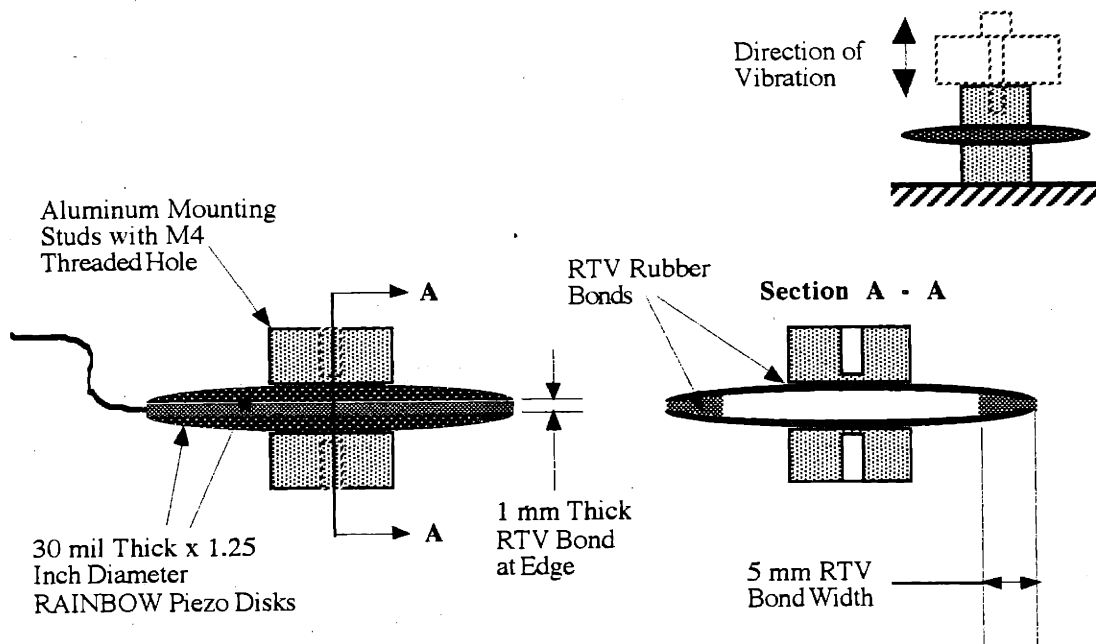 Direction of
Vibration
Aluminum Mounting
Studs with M4
Threaded Hole
A
RTV Rubber
Bonds
Section A - A
A
1 mm Thick
RTV Bond
at Edge
30 mil Thick x 1.25
Inch Diameter
RAINBOW Piezo Disks
5 mm RTV
Bond Width